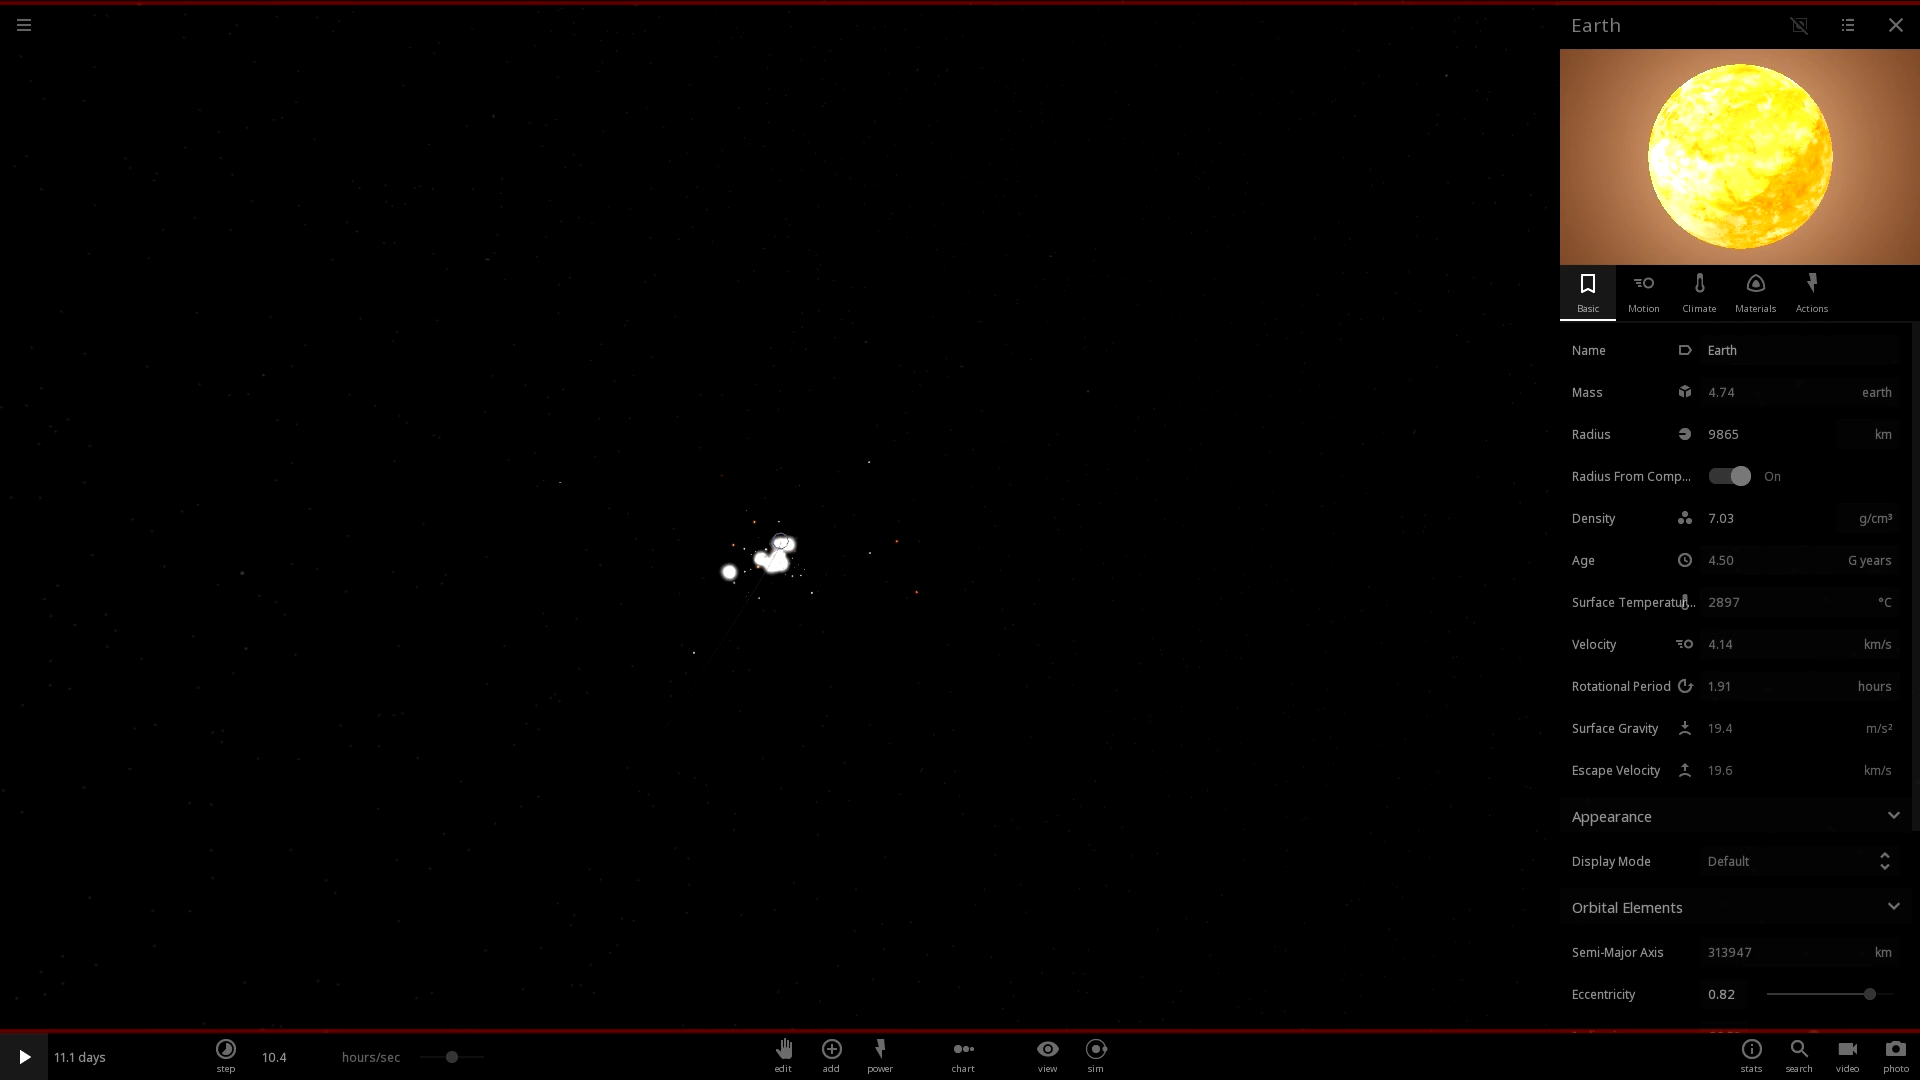 Earth
Basic
Motion
Climate
Materials
Actions
Name Earth
Mass 4.74 earth
Radius 9865 km
Radius From Comp... On
Density 7.03 g/cm³
Age 4.50 G years
Surface Temperatur... 2897 °C
Velocity 4.14 km/s
Rotational Period 1.91 hours
Surface Gravity 19.4 m/s²
Escape Velocity 19.6 km/s
Appearance
Display Mode Default
Orbital Elements
Semi-Major Axis 313947 km
Eccentricity 0.82
11.1 days
step
10.4 hours/sec
edit
add
power
chart
view
sim
stats
search
video
photo